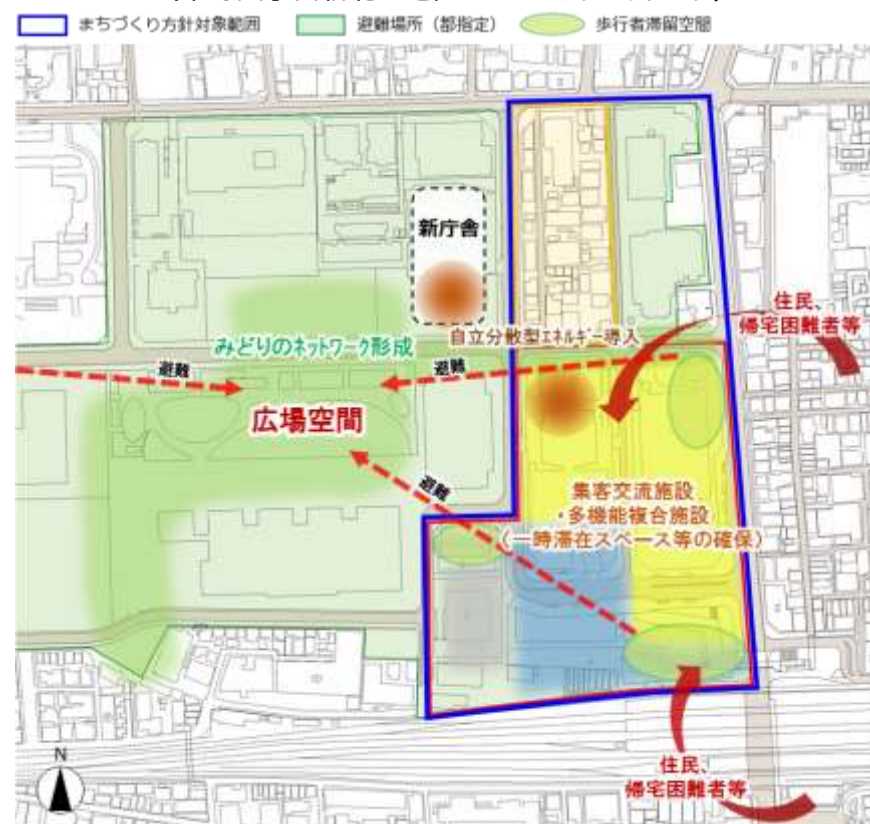 まちづくり方針対象範囲
避難場所（都指定）
歩行者滞留空間
新庁舎
住民、
帰宅困難者等
自立分散型エネルギー導入
みどりのネットワーク形成
避難
避難
広場空間
避難
集客交流施設
・多機能複合施設
（一時滞在スペース等の確保）
住民、
帰宅困難者等
N